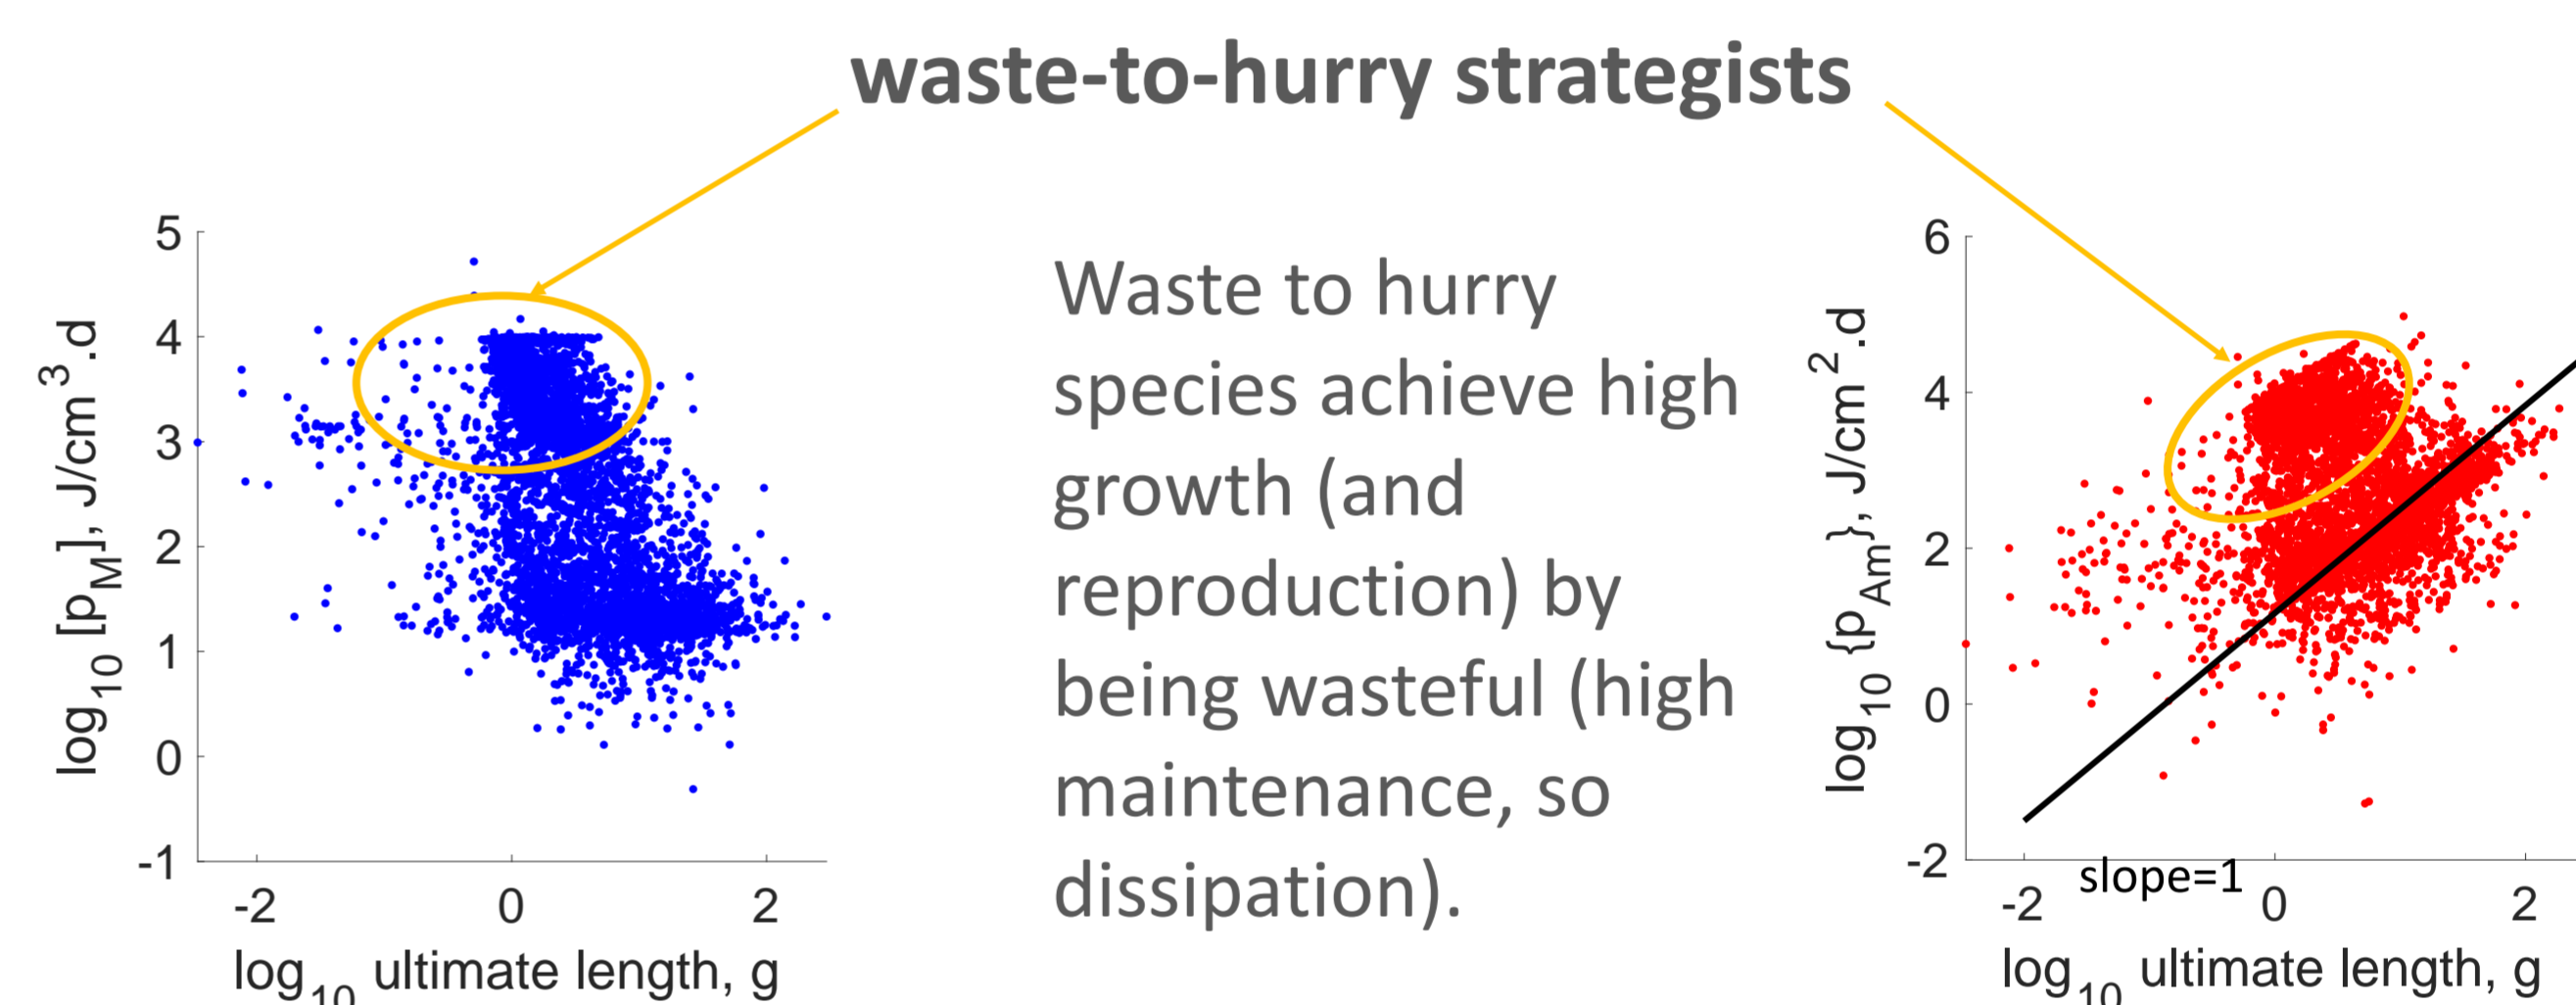 waste-to-hurry strategists
5
4
3
2
1
0
-1
log10 [pM], J/cm3.d
-2 0 2
log10 ultimate length, g
Waste to hurry
species achieve high
growth (and
reproduction) by
being wasteful (high
maintenance, so
dissipation).
6
4
2
0
-2
log10 {pAm}, J/cm2.d
slope=1
-2 0 2
log10 ultimate length, g